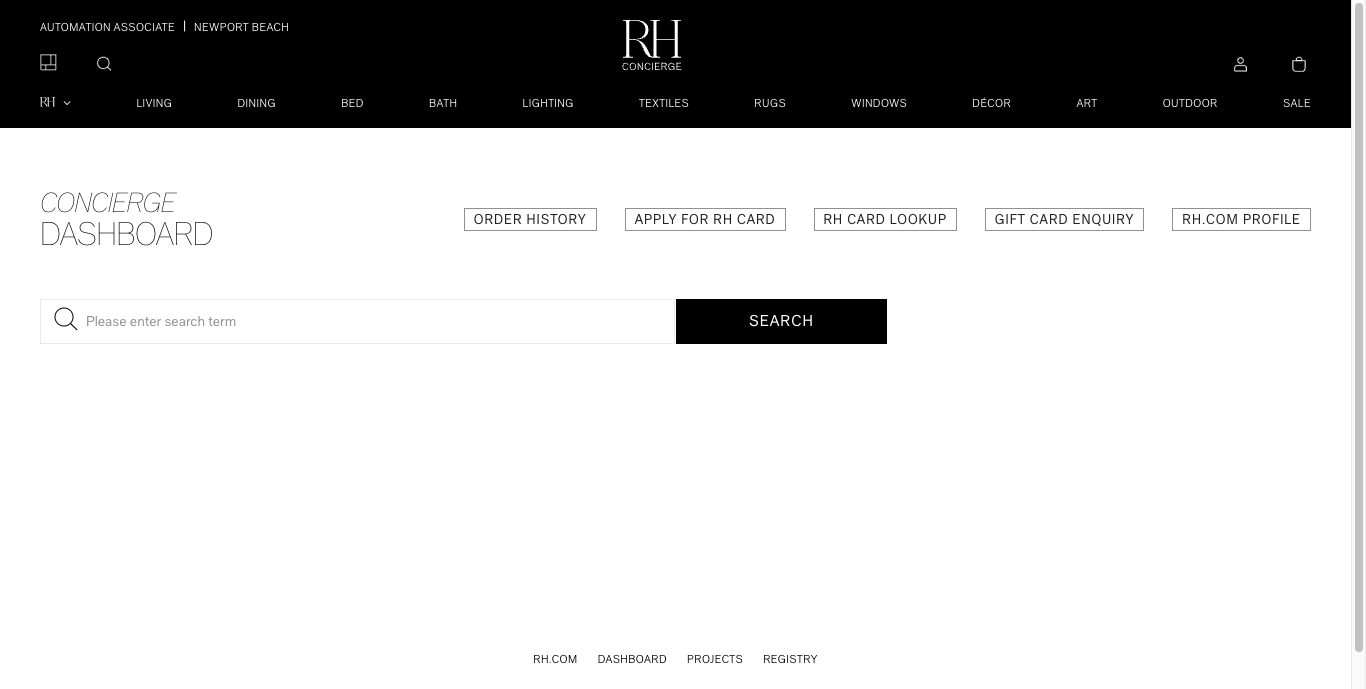 AUTOMATION ASSOCIATE | NEWPORT BEACH
RH
CONCIERGE
RH LIVING DINING BED BATH LIGHTING TEXTILES RUGS WINDOWS DÉCOR ART OUTDOOR SALE
CONCIERGE
DASHBOARD
ORDER HISTORY APPLY FOR RH CARD RH CARD LOOKUP GIFT CARD ENQUIRY RH.COM PROFILE
Please enter search term SEARCH
RH.COM DASHBOARD PROJECTS REGISTRY